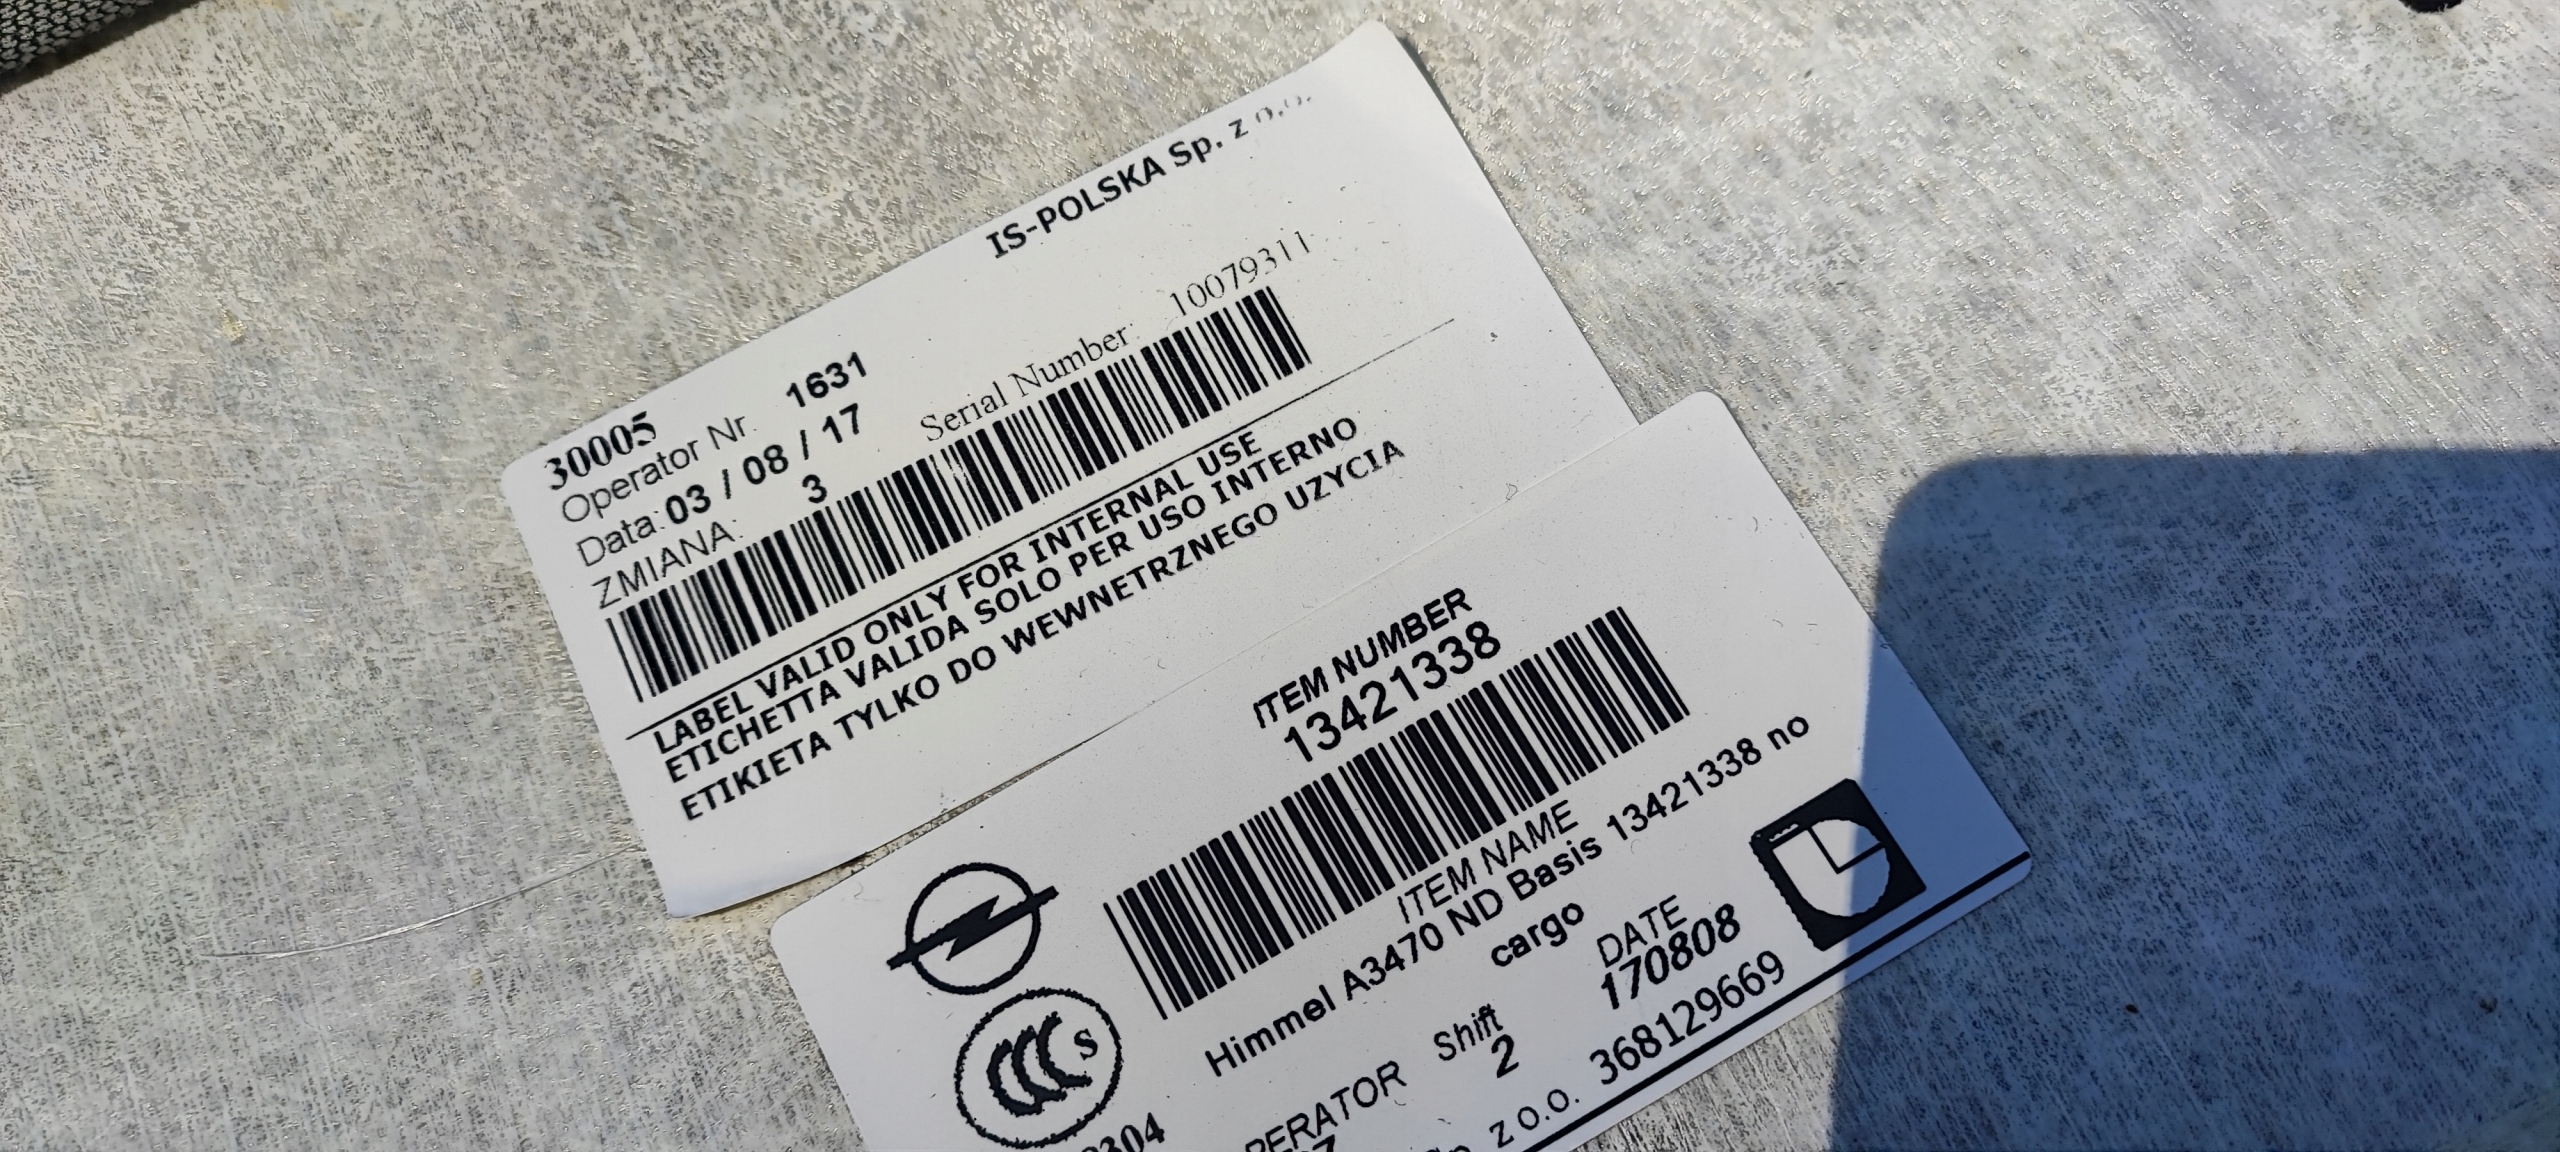 IS-POLSKA Sp. z o.o.
30005
Operator Nr. 1631
Data: 03 / 08 / 17
ZMIANA: 3
Serial Number: 10079311
LABEL VALID ONLY FOR INTERNAL USE
ETICHETTA VALIDA SOLO PER USO INTERNO
ETIKIETA TYLKO DO WEWNETRZNEGO UZYCIA
ITEM NUMBER
13421338
ITEM NAME
Himmel A3470 ND Basis 13421338 no
cargo
CCC S
Shift
2
DATE
170808
z o.o. 368129669